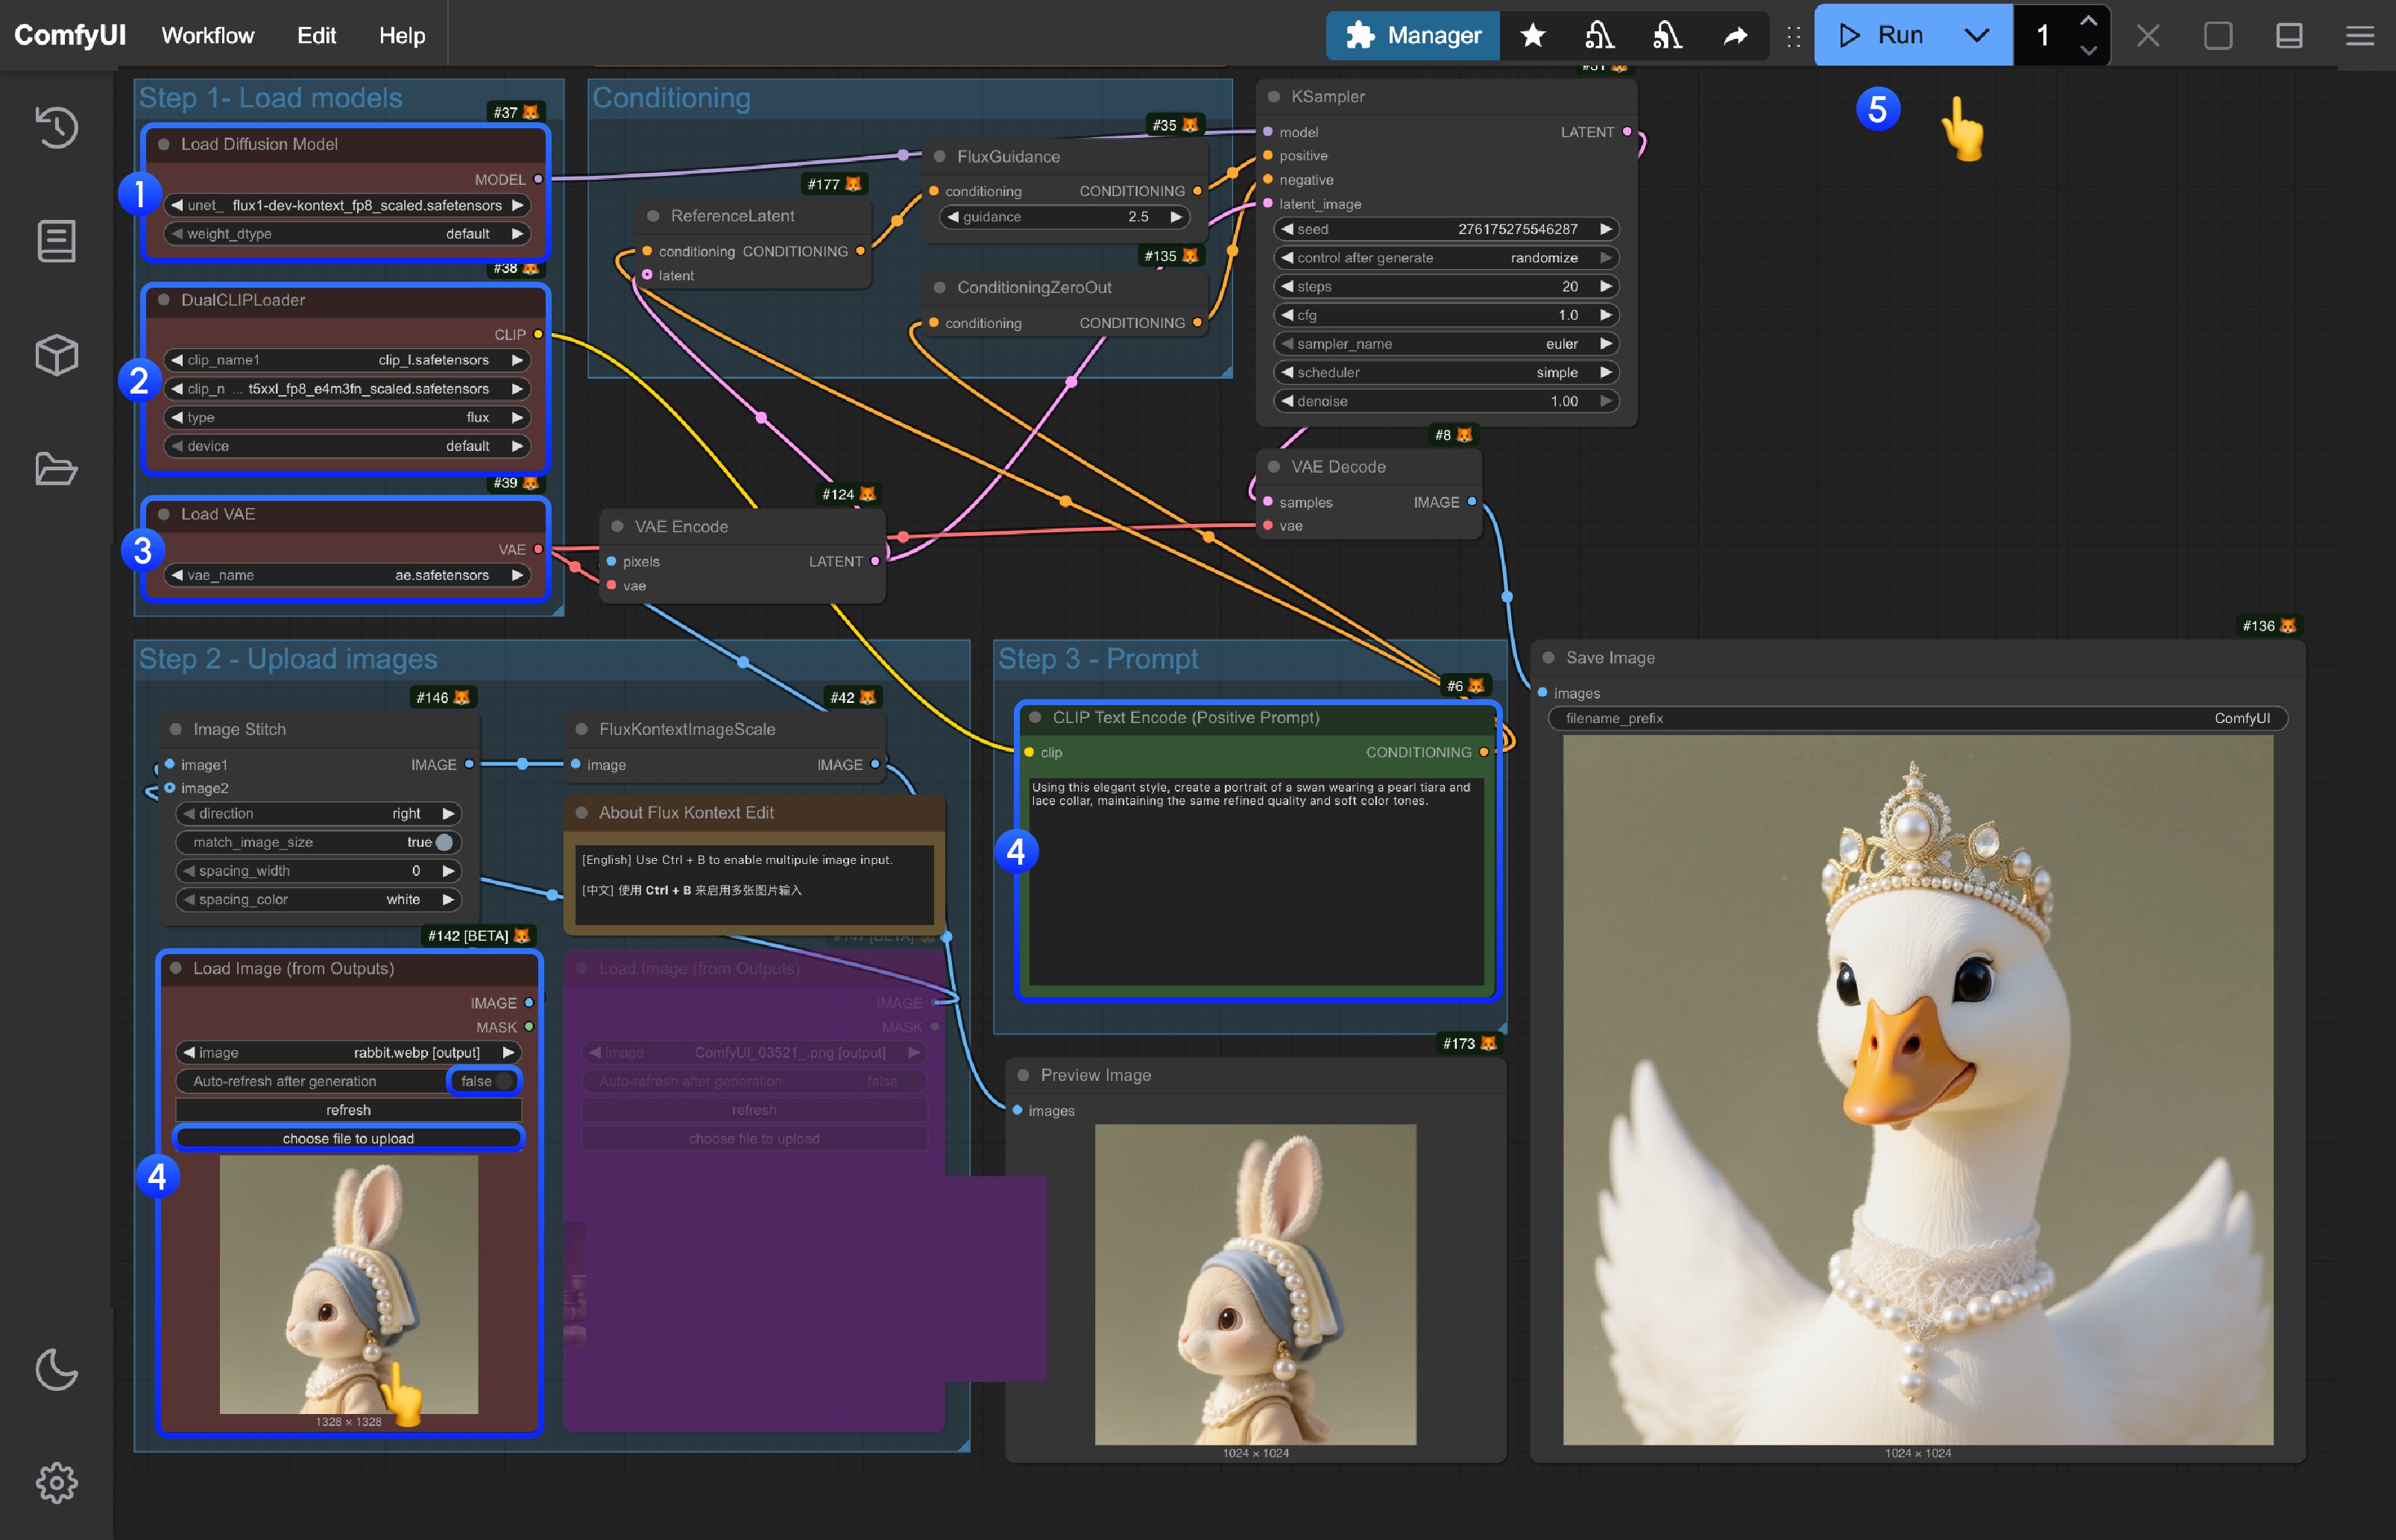 ComfyUI Workflow Edit Help Manager Run 1
5
Step 1- Load models
#37
Load Diffusion Model
MODEL
1
unet_ flux1-dev-kontext_fp8_scaled.safetensors
weight_dtype default
#38
DualCLIPLoader
CLIP
clip_name1 clip_l.safetensors
2
clip_n ... t5xxl_fp8_e4m3fn_scaled.safetensors
type flux
device default
#39
Load VAE
3
VAE
vae_name ae.safetensors
Conditioning
#35
FluxGuidance
conditioning CONDITIONING
guidance 2.5
#177
ReferenceLatent
conditioning CONDITIONING
latent
#135
ConditioningZeroOut
conditioning CONDITIONING
#31
KSampler
model LATENT
positive
negative
latent_image
seed 276175275546287
control after generate randomize
steps 20
cfg 1.0
sampler_name euler
scheduler simple
denoise 1.00
#8
VAE Decode
samples IMAGE
vae
#124
VAE Encode
pixels LATENT
vae
Step 2 - Upload images
#146
Image Stitch
image1 IMAGE
image2
direction right
match_image_size true
spacing_width 0
spacing_color white
#42
FluxKontextImageScale
image IMAGE
About Flux Kontext Edit
[English] Use Ctrl + B to enable multipule image input.
[中文] 使用 Ctrl + B 来启用多张图片输入
#142 [BETA]
Load Image (from Outputs)
IMAGE
MASK
image rabbit.webp [output]
Auto-refresh after generation false
refresh
choose file to upload
4
1328 × 1328
#147 [BETA]
Load Image (from Outputs)
IMAGE
MASK
image ComfyUI_03521_.png [output]
Auto-refresh after generation false
refresh
choose file to upload
Step 3 - Prompt
#6
CLIP Text Encode (Positive Prompt)
clip CONDITIONING
Using this elegant style, create a portrait of a swan wearing a pearl tiara and
lace collar, maintaining the same refined quality and soft color tones.
4
#173
Preview Image
images
1024 × 1024
#136
Save Image
images
filename_prefix ComfyUI
1024 × 1024